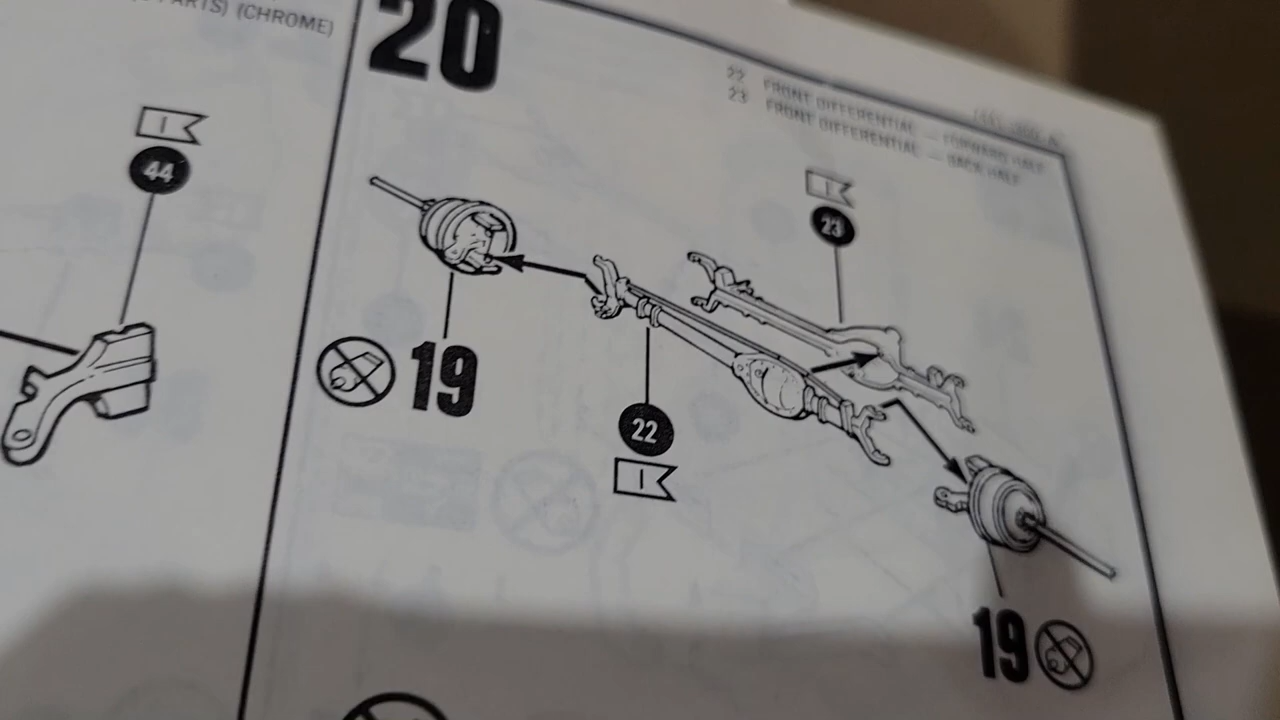 PARTS) (CHROME)
20
22 FRONT DIFFERENTIAL — FORWARD HALF
23 FRONT DIFFERENTIAL — BACK HALF
I
44
I
23
19
22
I
19